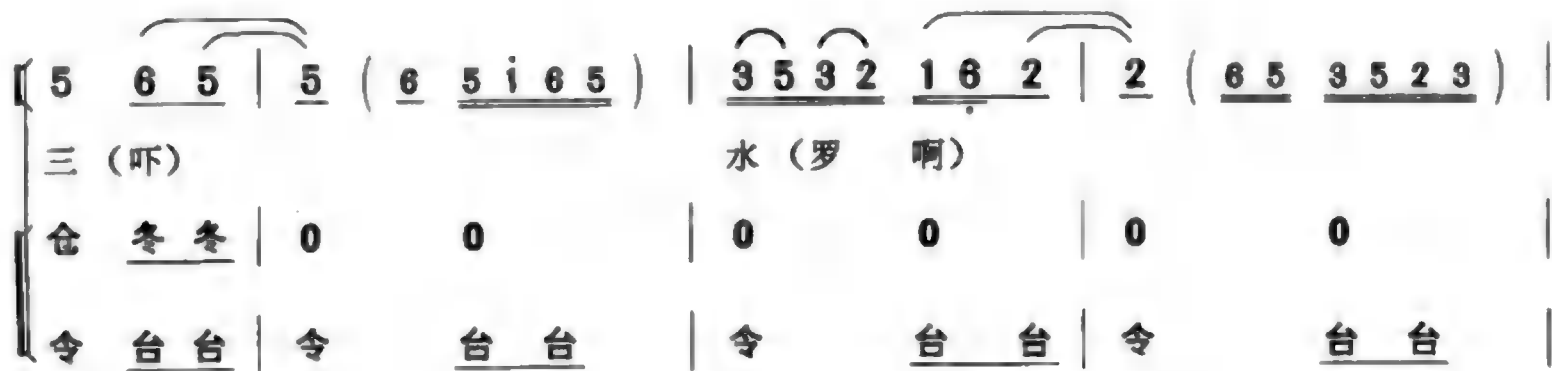 5 6 5 | 5 ( 6 5 i 6 5 ) | 3 5 3 2 1 6 2 | 2 ( 6 5 3 5 2 3 ) |
三 （吓） 水 （罗 啊）
仓 冬 冬 | 0 0 | 0 0 | 0 0 |
令 台 台 | 令 台 台 | 令 台 台 | 令 台 台 |